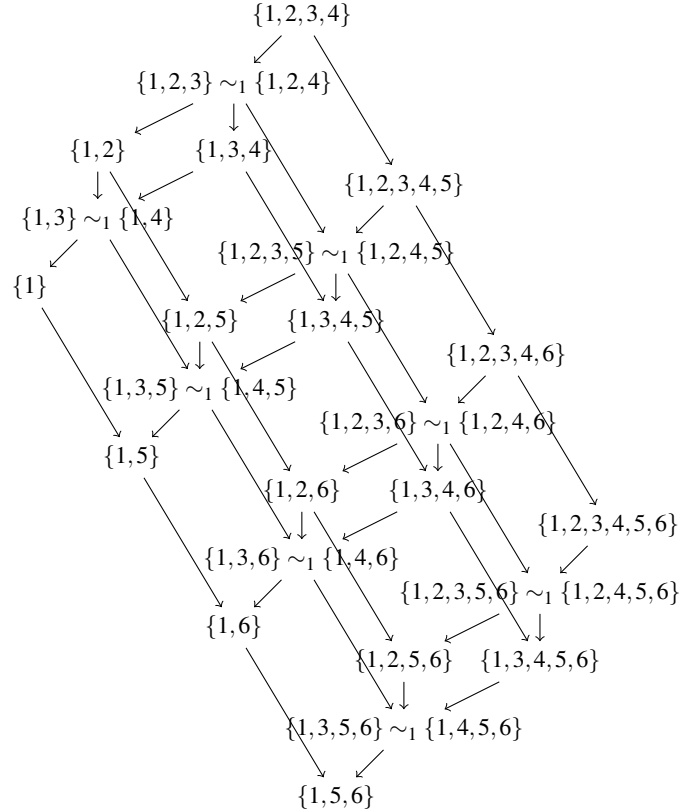 {1,2,3,4}
{1,2,3} ∼₁ {1,2,4}
{1,2} {1,3,4}
{1,2,3,4,5}
{1,3} ∼₁ {1,4}
{1,2,3,5} ∼₁ {1,2,4,5}
{1}
{1,2,5} {1,3,4,5}
{1,2,3,4,6}
{1,3,5} ∼₁ {1,4,5}
{1,2,3,6} ∼₁ {1,2,4,6}
{1,5}
{1,2,6} {1,3,4,6}
{1,2,3,4,5,6}
{1,3,6} ∼₁ {1,4,6}
{1,2,3,5,6} ∼₁ {1,2,4,5,6}
{1,6}
{1,2,5,6} {1,3,4,5,6}
{1,3,5,6} ∼₁ {1,4,5,6}
{1,5,6}